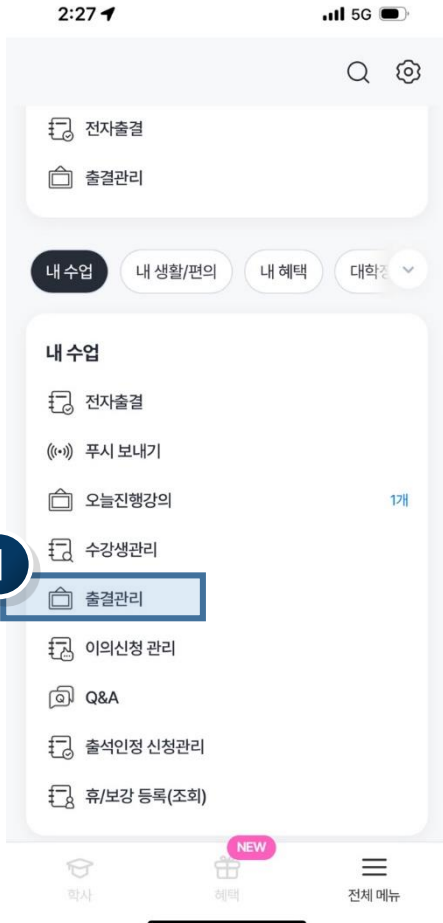 2:27
5G
전자출결
출결관리
내 수업
내 생활/편의
내 혜택
내 수업
전자출결
푸시 보내기
오늘진행강의
1개
수강생관리
1
출결관리
이의신청 관리
Q&A
출석인정 신청관리
휴/보강 등록(조회)
NEW
학사
혜택
전체 메뉴